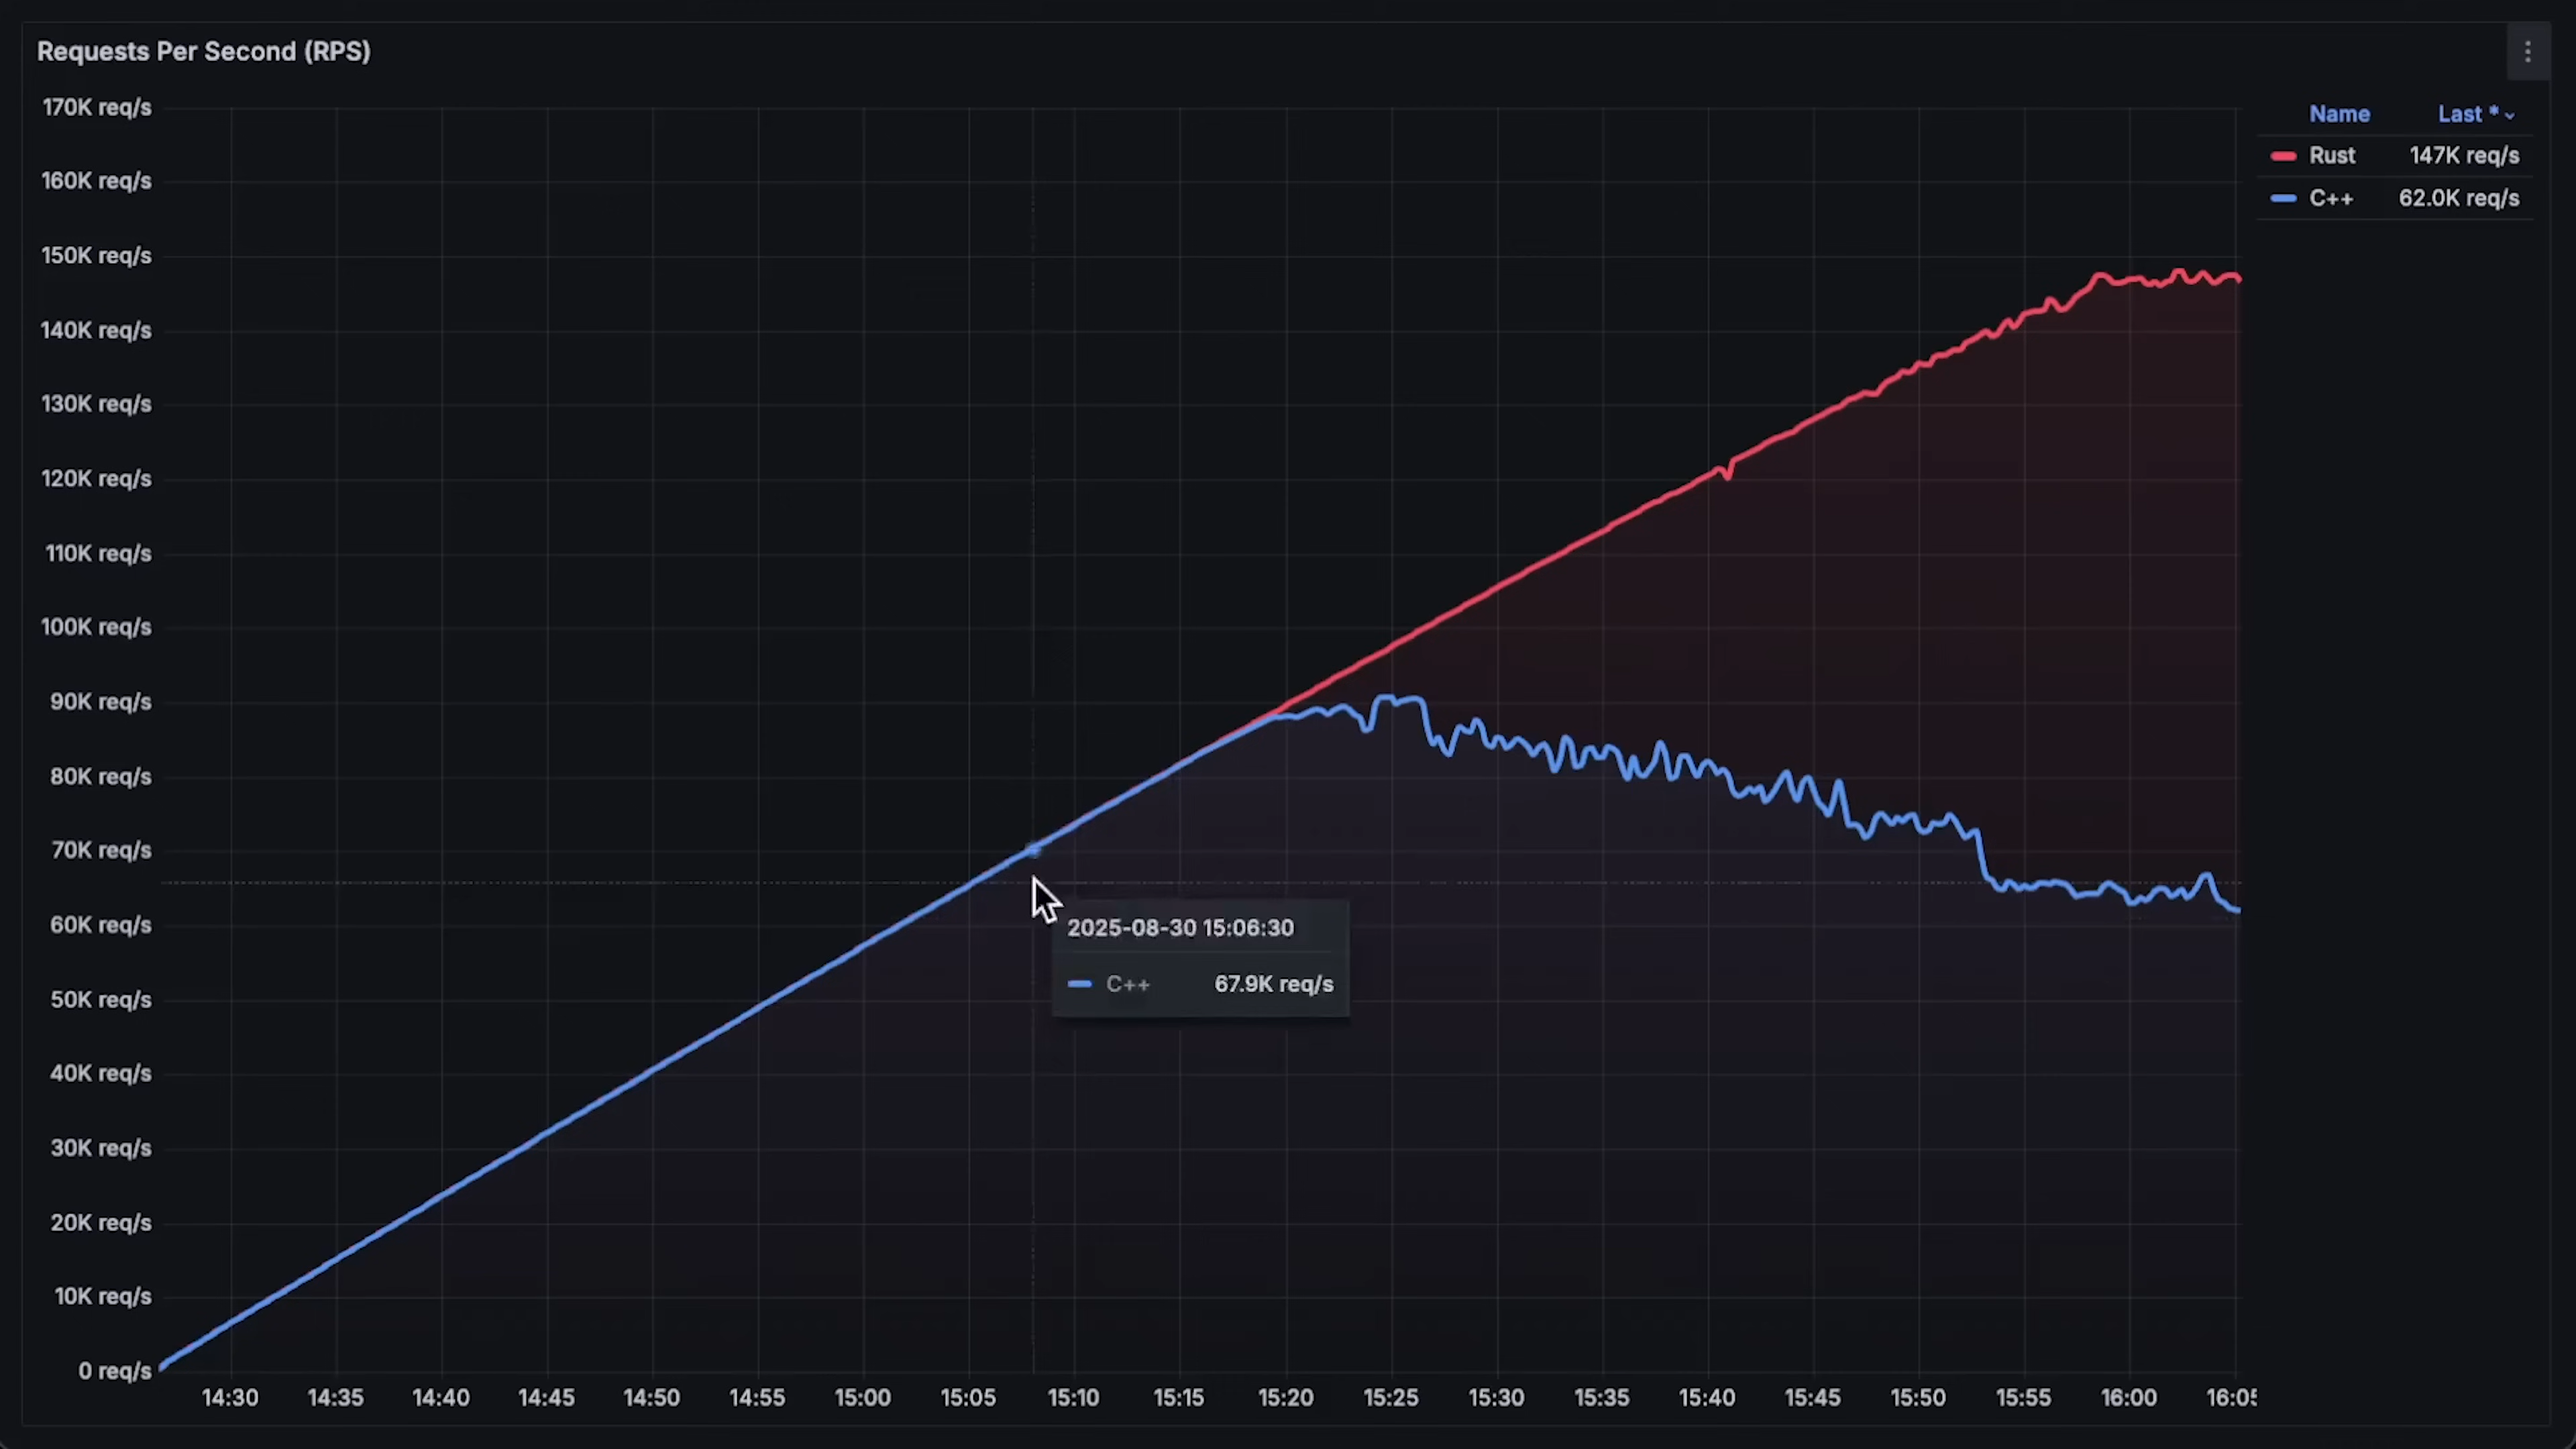 Requests Per Second (RPS)
170K req/s
160K req/s
150K req/s
140K req/s
130K req/s
120K req/s
110K req/s
100K req/s
90K req/s
80K req/s
70K req/s
60K req/s
50K req/s
40K req/s
30K req/s
20K req/s
10K req/s
0 req/s
14:30 14:35 14:40 14:45 14:50 14:55 15:00 15:05 15:10 15:15 15:20 15:25 15:30 15:35 15:40 15:45 15:50 15:55 16:00 16:05
2025-08-30 15:06:30
C++ 67.9K req/s
Name Last *
Rust 147K req/s
C++ 62.0K req/s